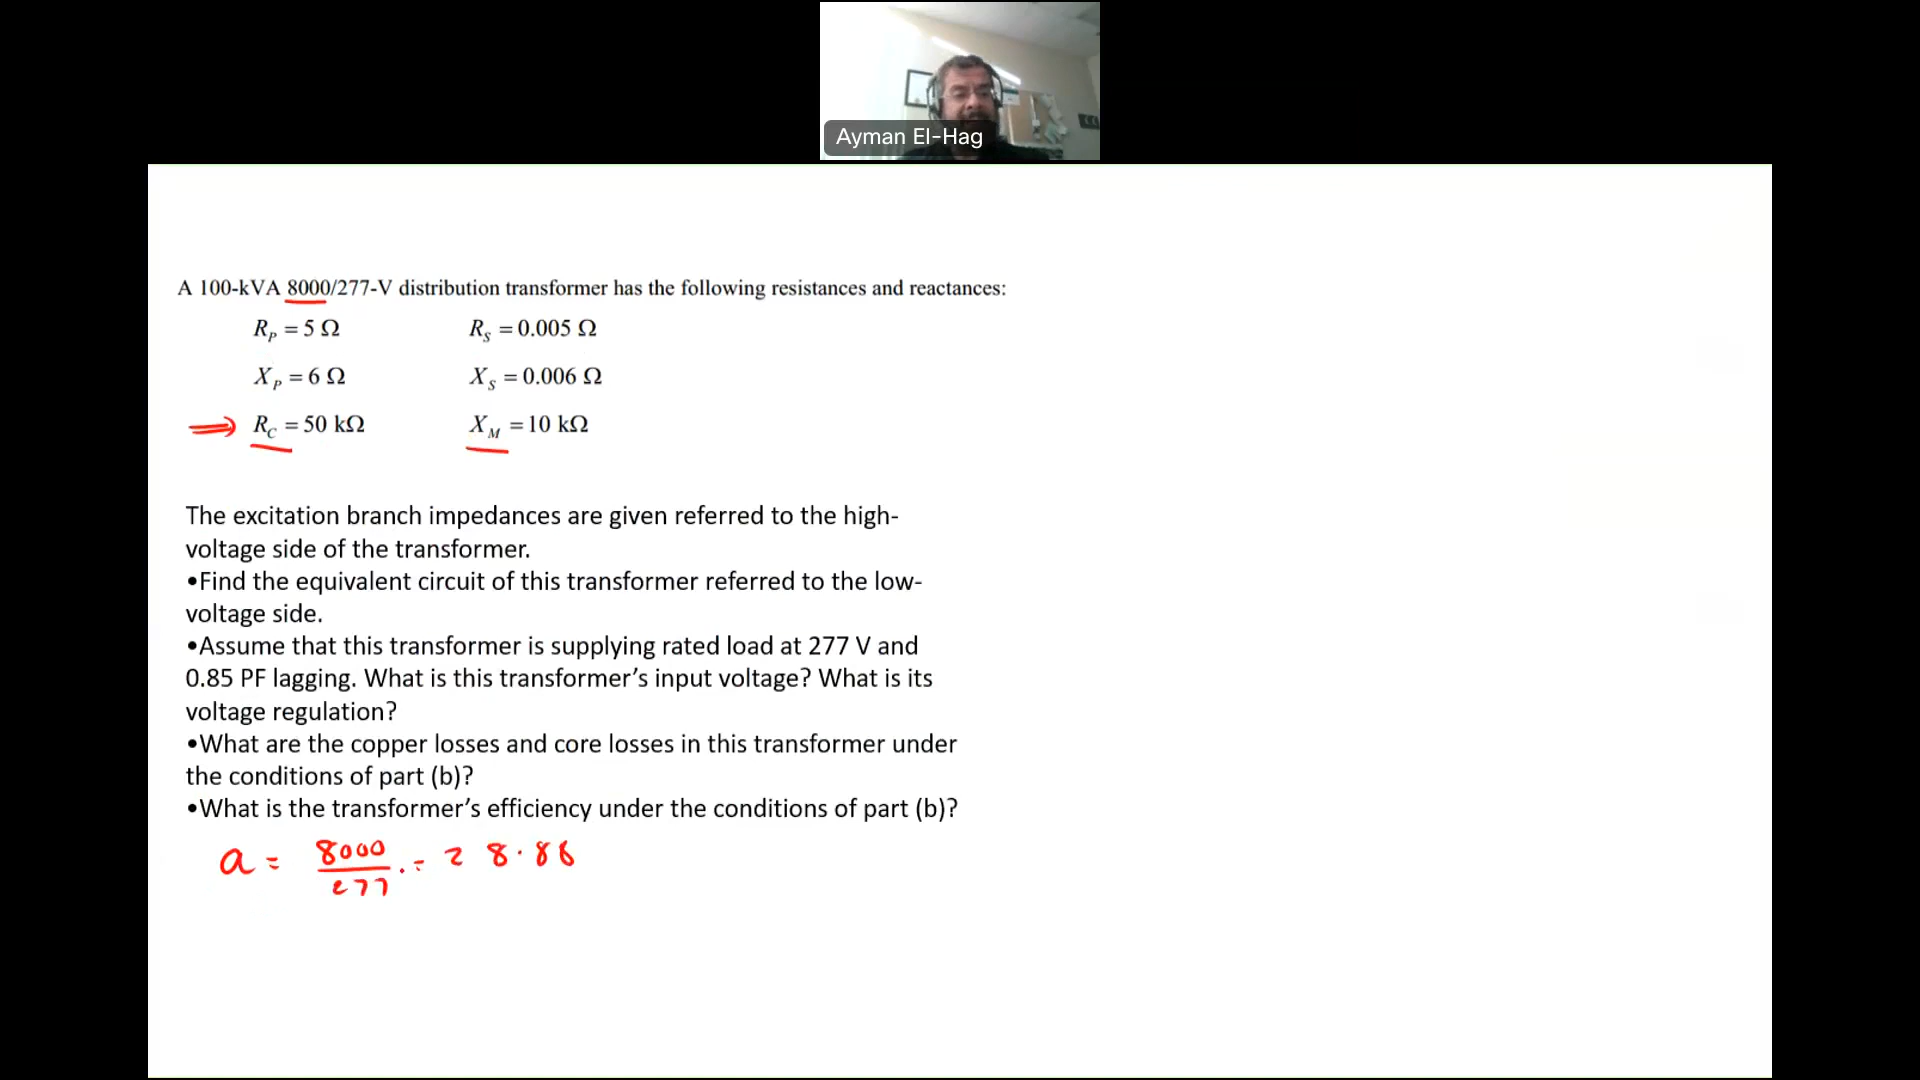 Ayman El-Hag
A 100-kVA 8000/277-V distribution transformer has the following resistances and reactances:
R_P = 5 Ω R_S = 0.005 Ω
X_P = 6 Ω X_S = 0.006 Ω
⇒ R_C = 50 kΩ X_M = 10 kΩ
The excitation branch impedances are given referred to the high-
voltage side of the transformer.
•Find the equivalent circuit of this transformer referred to the low-
voltage side.
•Assume that this transformer is supplying rated load at 277 V and
0.85 PF lagging. What is this transformer’s input voltage? What is its
voltage regulation?
•What are the copper losses and core losses in this transformer under
the conditions of part (b)?
•What is the transformer’s efficiency under the conditions of part (b)?
a = 8000/277 = 28.88